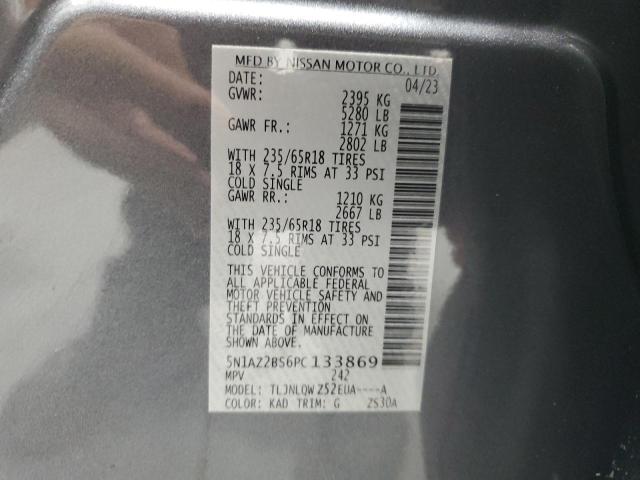 MFD BY NISSAN MOTOR CO., LTD.
DATE: 04/23
GVWR: 2395 KG
5280 LB
GAWR FR.: 1271 KG
2802 LB
WITH 235/65R18 TIRES
18 X 7.5 RIMS AT 33 PSI
COLD SINGLE
GAWR RR.: 1210 KG
2667 LB
WITH 235/65R18 TIRES
18 X 7.5 RIMS AT 33 PSI
COLD SINGLE
THIS VEHICLE CONFORMS TO
ALL APPLICABLE FEDERAL
MOTOR VEHICLE SAFETY AND
THEFT PREVENTION
STANDARDS IN EFFECT ON
THE DATE OF MANUFACTURE
SHOWN ABOVE.
5N1AZ2BS6PC133869
MPV 242
MODEL: TLJNLQWZ52EUA----A
COLOR: KAD TRIM: G ZS30A